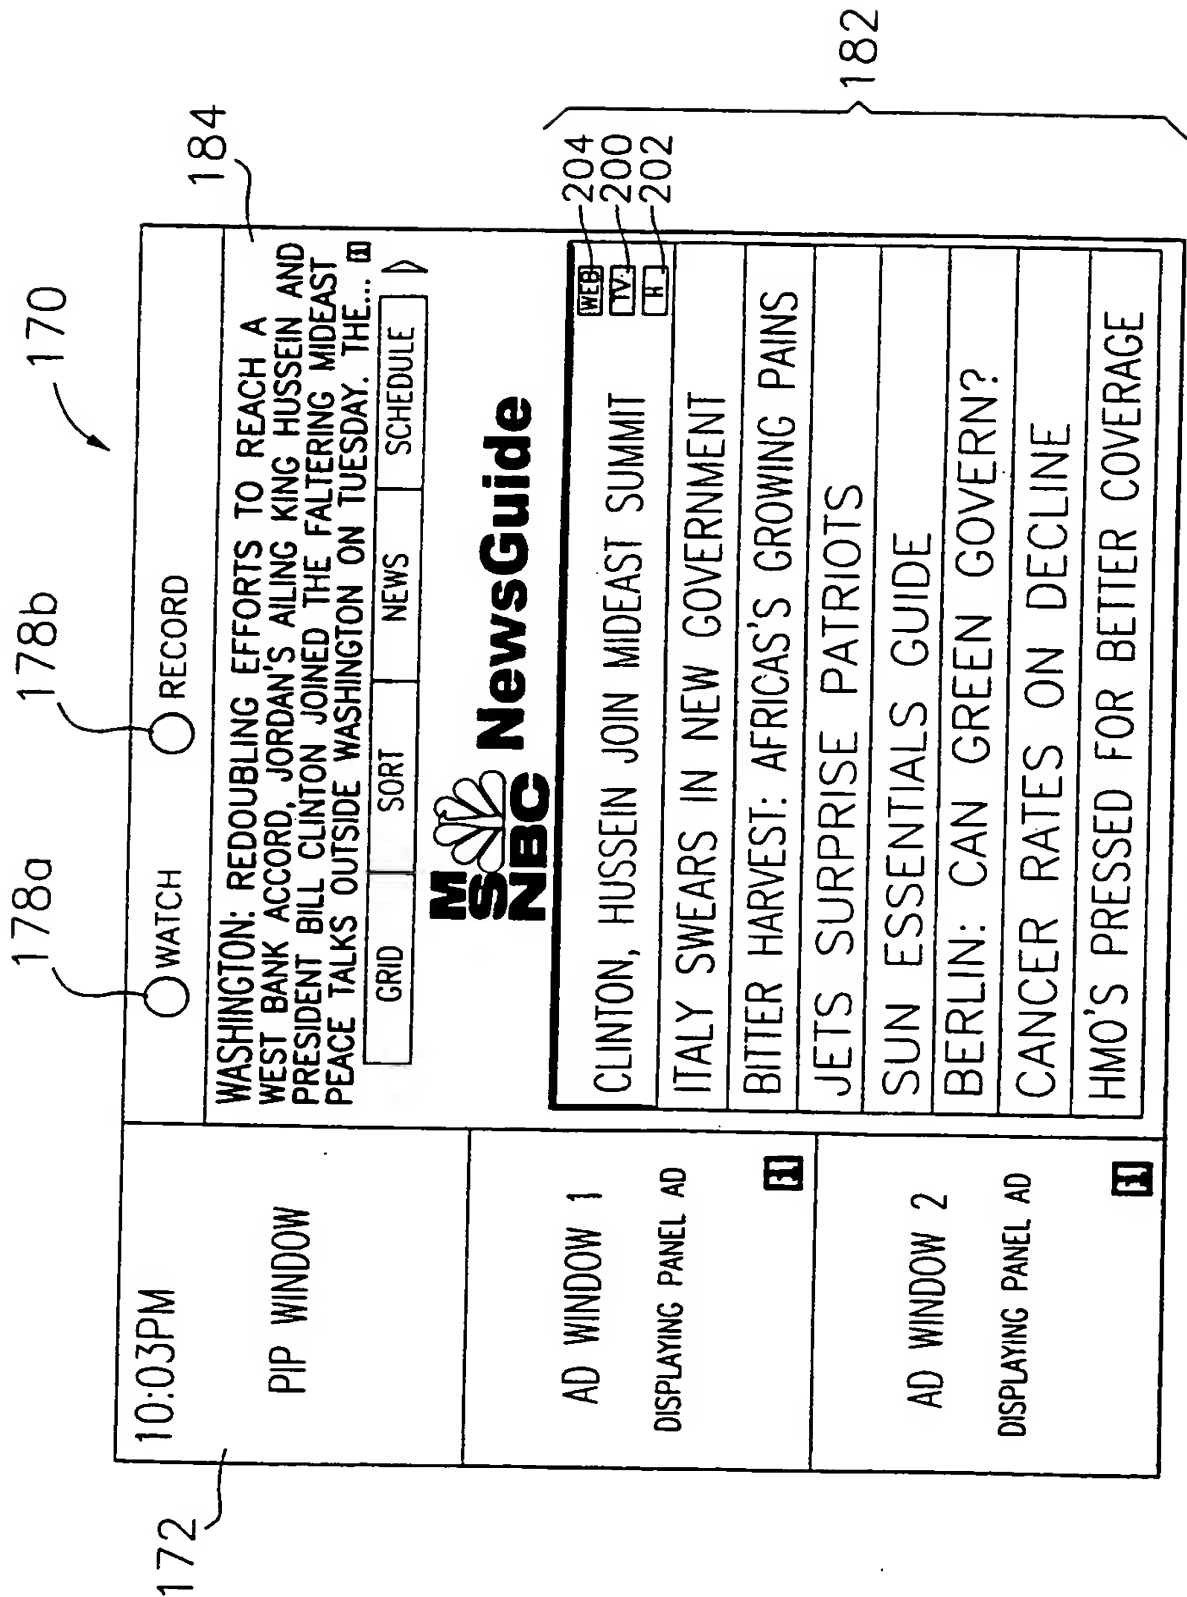 170
178a
178b
184
WATCH
RECORD
10:03PM
PIP WINDOW
172
WASHINGTON: REDOUBLING EFFORTS TO REACH A
WEST BANK ACCORD, JORDAN'S AILING KING HUSSEIN AND
PRESIDENT BILL CLINTON JOINED THE FALTERING MIDEAST
PEACE TALKS OUTSIDE WASHINGTON ON TUESDAY. THE... i
GRID SORT NEWS SCHEDULE
MSNBC NewsGuide
AD WINDOW 1
DISPLAYING PANEL AD
AD WINDOW 2
DISPLAYING PANEL AD
CLINTON, HUSSEIN JOIN MIDEAST SUMMIT
WEB
TV
204
200
202
ITALY SWEARS IN NEW GOVERNMENT
BITTER HARVEST: AFRICAS'S GROWING PAINS
JETS SURPRISE PATRIOTS
SUN ESSENTIALS GUIDE
BERLIN: CAN GREEN GOVERN?
CANCER RATES ON DECLINE
HMO'S PRESSED FOR BETTER COVERAGE
182